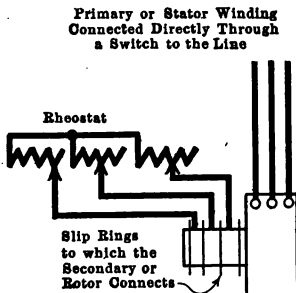 Primary or Stator Winding
Connected Directly Through
a Switch to the Line
Rheostat
Slip Rings
to which the
Secondary or
Rotor Connects